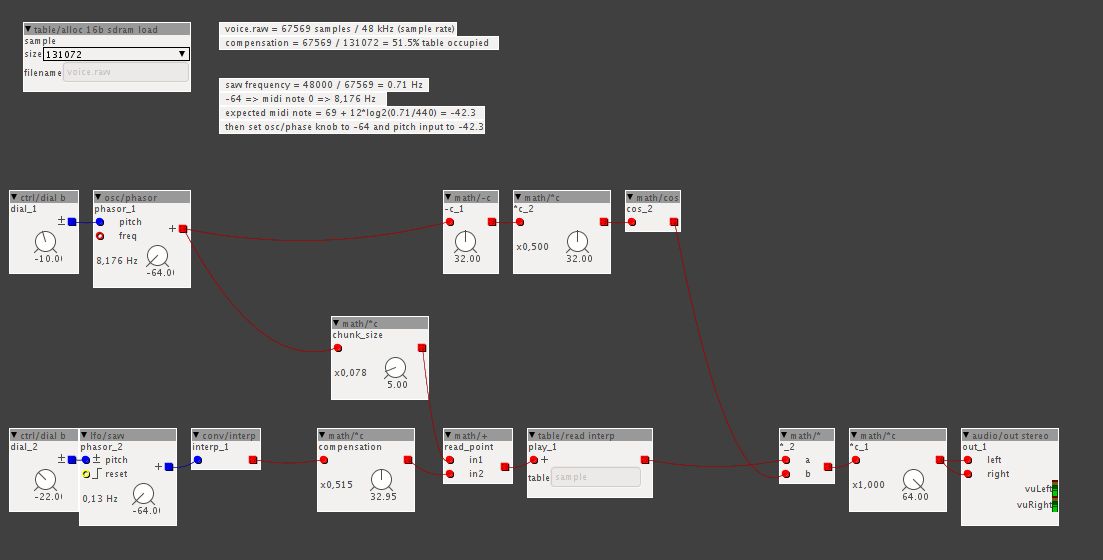 table/alloc 16b sdram load
sample
size 131072
filename voice.raw
voice.raw = 67569 samples / 48 kHz (sample rate)
compensation = 67569 / 131072 = 51.5% table occupied
saw frequency = 48000 / 67569 = 0.71 Hz
-64 => midi note 0 => 8,176 Hz
expected midi note = 69 + 12*log2(0.71/440) = -42.3
then set osc/phase knob to -64 and pitch input to -42.3
ctrl/dial b
dial_1
±
-10.0(
osc/phasor
phasor_1
pitch
freq
+
8,176 Hz
-64.0(
math/-c
-c_1
32.00
math/*c
*c_2
x0,500
32.00
math/cos
cos_2
math/*c
chunk_size
x0,078
5.00
ctrl/dial b
dial_2
±
-22.0(
lfo/saw
phasor_2
± pitch
reset
+
0,13 Hz
-64.0(
conv/interp
interp_1
math/*c
compensation
x0,515
32.95
math/+
read_point
in1
in2
table/read interp
play_1
+
table sample
math/*
*_2
a
b
math/*c
*c_1
x1,000
64.00
audio/out stereo
out_1
left
right
vuLeft
vuRight